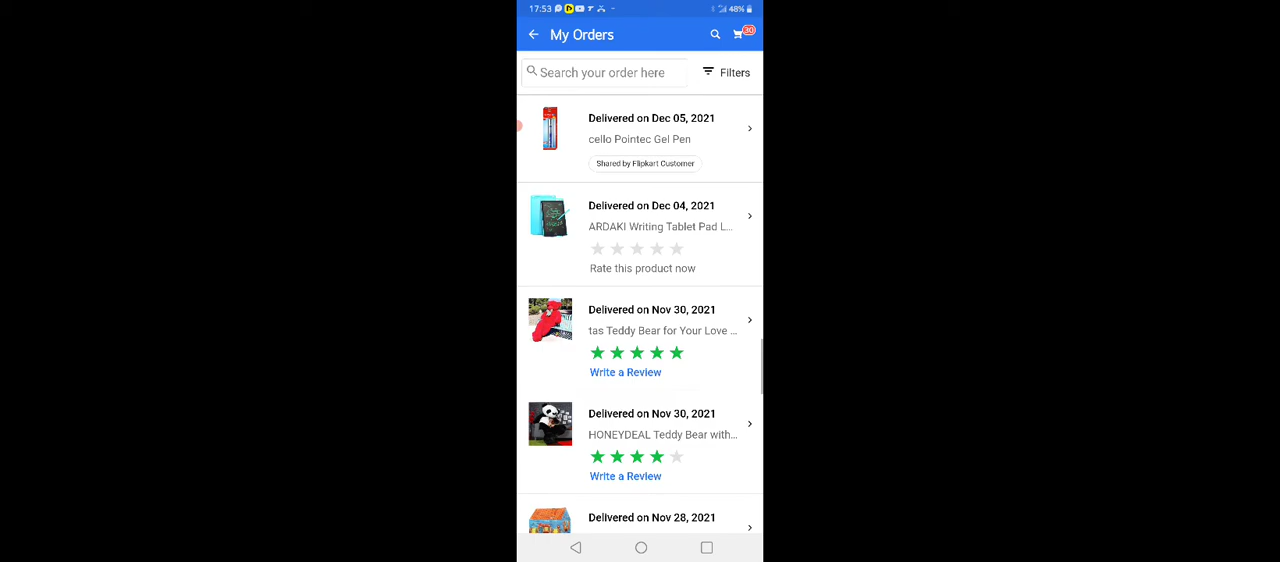 17:53 48%
My Orders 30
Search your order here Filters
Delivered on Dec 05, 2021
cello Pointec Gel Pen
Shared by Flipkart Customer
Delivered on Dec 04, 2021
ARDAKI Writing Tablet Pad L...
Rate this product now
Delivered on Nov 30, 2021
tas Teddy Bear for Your Love ...
Write a Review
Delivered on Nov 30, 2021
HONEYDEAL Teddy Bear with...
Write a Review
Delivered on Nov 28, 2021